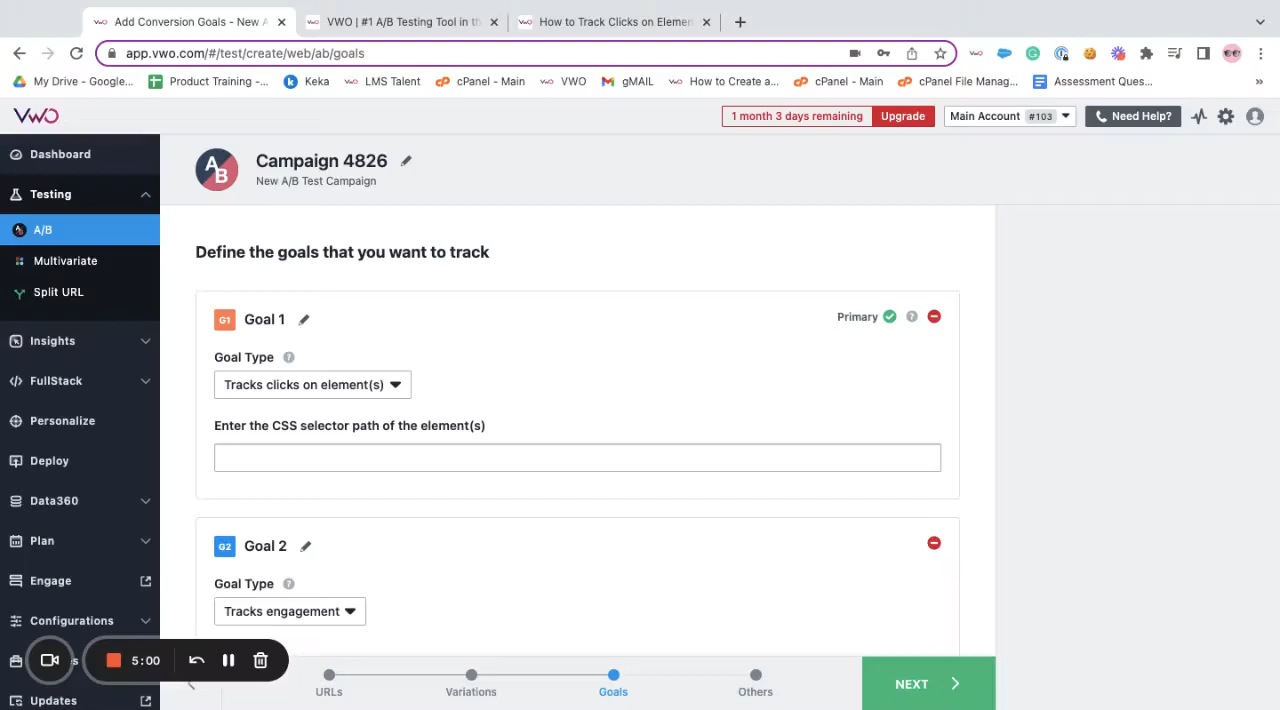 Add Conversion Goals - New A
VWO | #1 A/B Testing Tool in th
How to Track Clicks on Elemen
app.vwo.com/#/test/create/web/ab/goals
My Drive - Google...
Product Training -...
Keka
LMS Talent
cPanel - Main
VWO
gMAIL
How to Create a...
cPanel - Main
cPanel File Manag...
Assessment Ques...
»
VWO
1 month 3 days remaining
Upgrade
Main Account #103
Need Help?
Dashboard
Testing
A/B
Multivariate
Split URL
Insights
FullStack
Personalize
Deploy
Data360
Plan
Engage
Configurations
s
Updates
A B
Campaign 4826
New A/B Test Campaign
Define the goals that you want to track
G1 Goal 1
Primary
Goal Type
Tracks clicks on element(s)
Enter the CSS selector path of the element(s)
G2 Goal 2
Goal Type
Tracks engagement
5:00
URLs
Variations
Goals
Others
NEXT